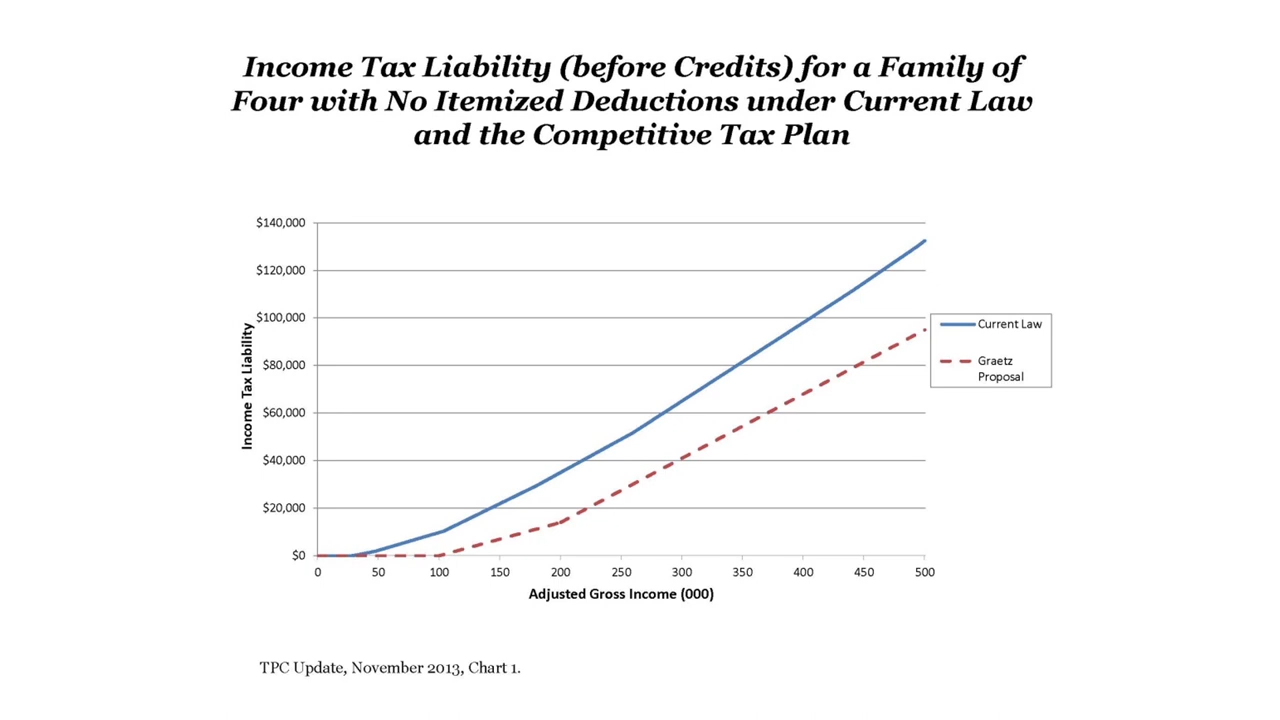 Income Tax Liability (before Credits) for a Family of
Four with No Itemized Deductions under Current Law
and the Competitive Tax Plan
$140,000
$120,000
$100,000
$80,000
$60,000
$40,000
$20,000
$0
Income Tax Liability
0 50 100 150 200 250 300 350 400 450 500
Adjusted Gross Income (000)
Current Law
Graetz
Proposal
TPC Update, November 2013, Chart 1.